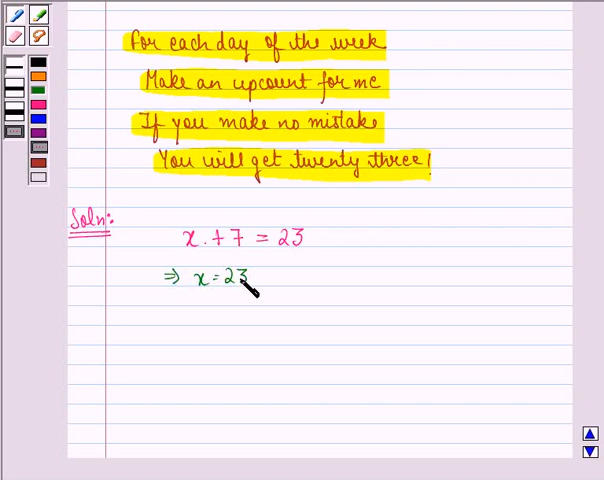 For each day of the week
Make an upcount for me
If you make no mistake
You will get twenty three!
Soln:
x + 7 = 23
⇒ x = 23